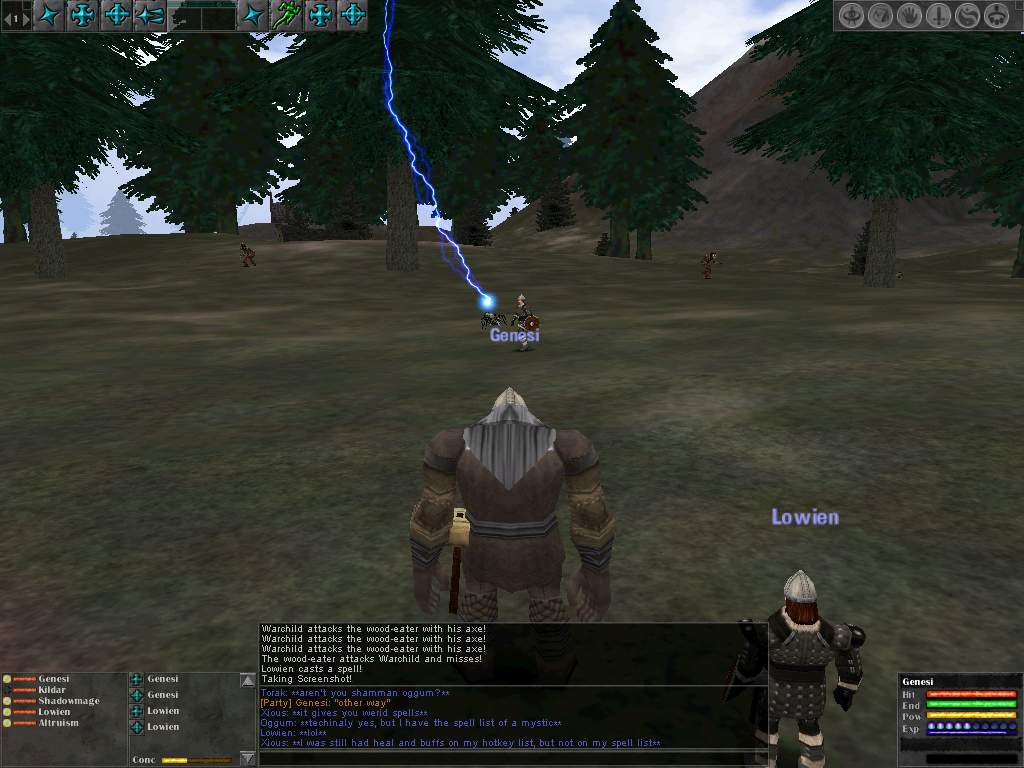 1
Genesi
Lowien
Warchild attacks the wood-eater with his axe!
Warchild attacks the wood-eater with his axe!
Warchild attacks the wood-eater with his axe!
The wood-eater attacks Warchild and misses!
Lowien casts a spell!
Taking Screenshot!
Torak: **aren't you shamman oggum?**
[Party] Genesi: "other way"
Xious: **it gives you werid spells**
Oggum: **techinaly yes, but I have the spell list of a mystic**
Lowien: **lol**
Xious: **I was still had heal and buffs on my hotkey list, but not on my spell list**
Genesi
Kildar
Shadowmage
Lowien
Altruism
Genesi
Genesi
Lowien
Lowien
Conc
Genesi
Hit
End
Pow
Exp